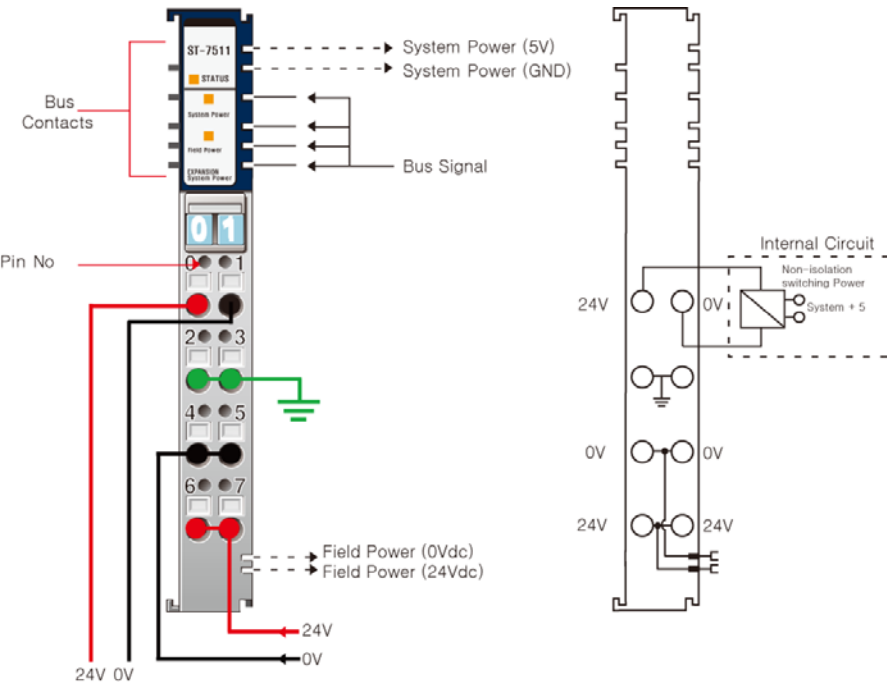 ST-7511
STATUS
System Power
Field Power
EXPANSION
System Power
System Power (5V)
System Power (GND)
Bus
Contacts
Bus Signal
0 1
Pin No
0 1
2 3
4 5
6 7
Field Power (0Vdc)
Field Power (24Vdc)
24V
0V
24V 0V
Internal Circuit
Non-isolation
switching Power
System + 5
24V 0V
0V 0V
24V 24V